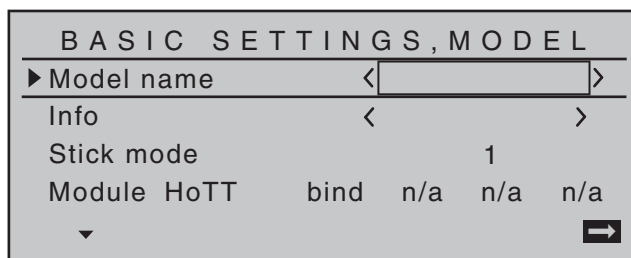 BASIC SETTINGS,MODEL
Model name < >
Info < >
Stick mode 1
Module HoTT bind n/a n/a n/a